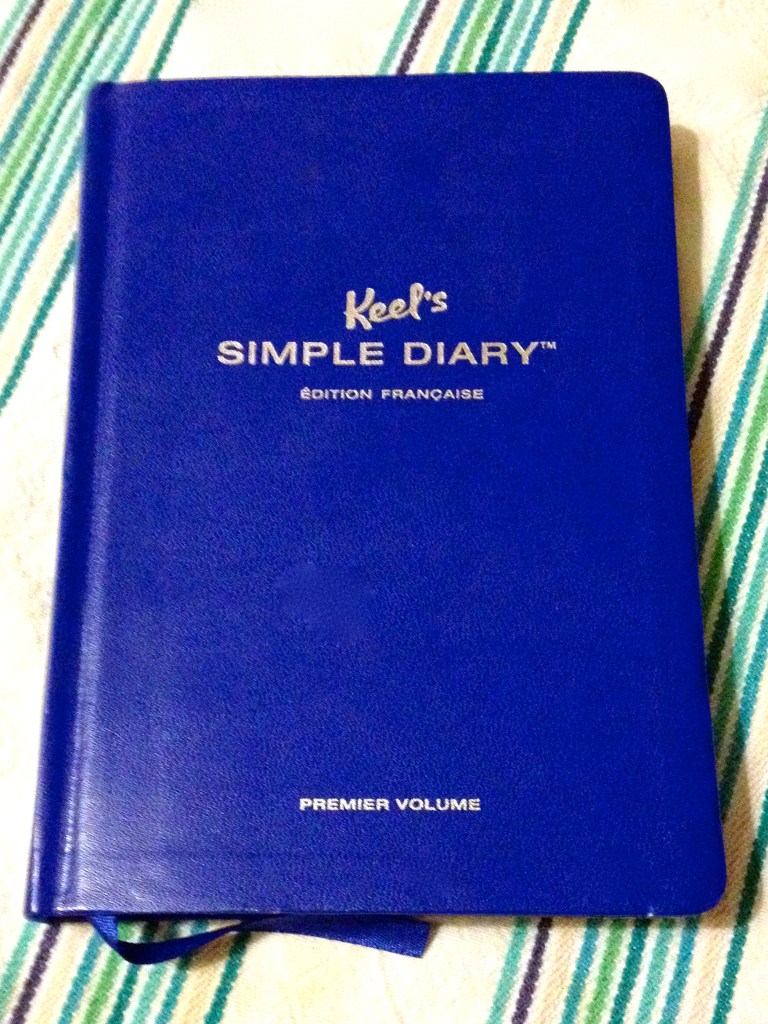 Keel's
SIMPLE DIARY™
ÉDITION FRANÇAISE
PREMIER VOLUME